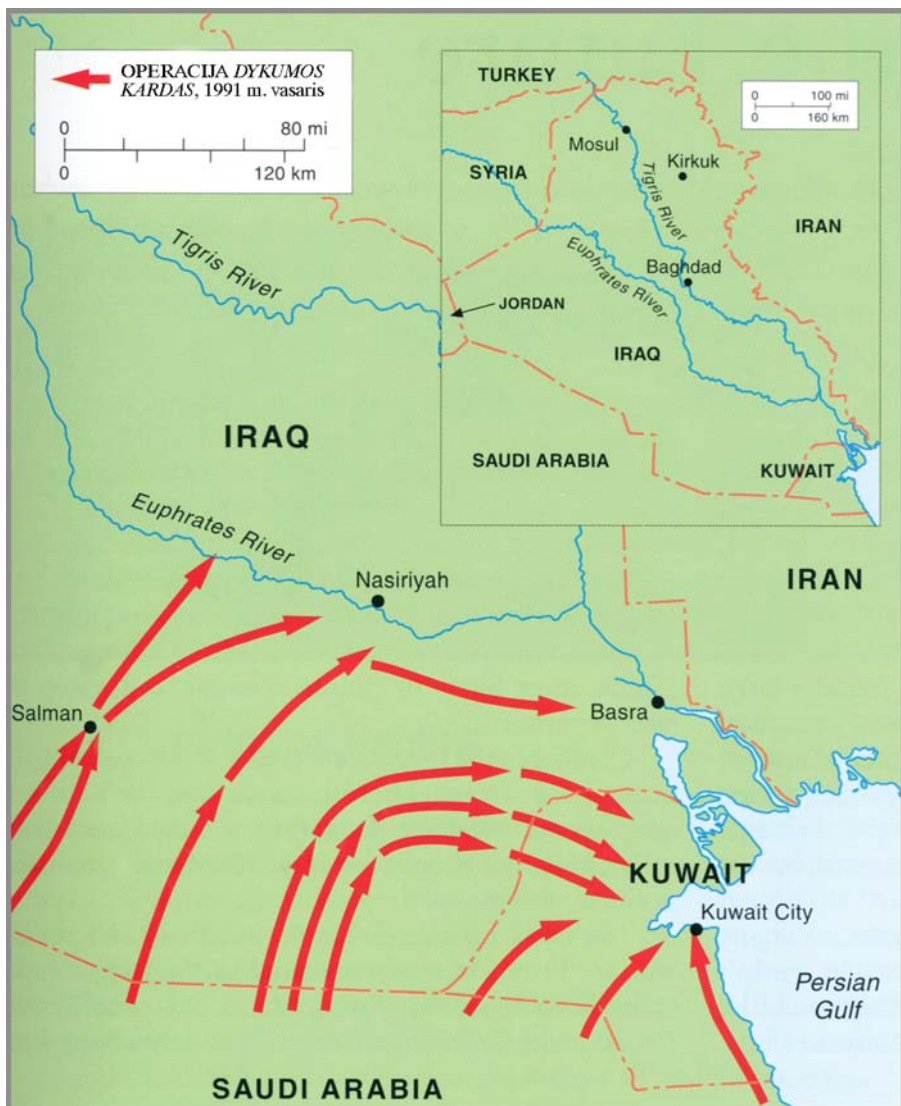 OPERACIJA DYKUMOS
KARDAS, 1991 m. vasaris
0 80 mi
0 120 km
TURKEY
0 100 mi
0 160 km
Mosul
Kirkuk
SYRIA
Tigris River
IRAN
Euphrates River
Baghdad
JORDAN
IRAQ
SAUDI ARABIA
KUWAIT
Tigris River
IRAQ
Euphrates River
Nasiriyah
IRAN
Salman
Basra
KUWAIT
Kuwait City
Persian
Gulf
SAUDI ARABIA